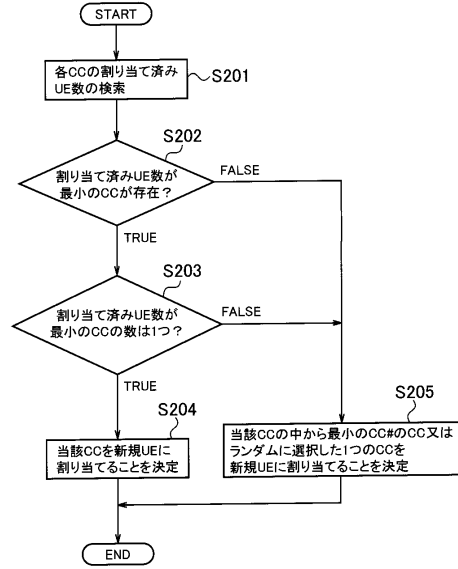 START
各CCの割り当て済み
UE数の検索
S201
S202
割り当て済みUE数が
最小のCCが存在？
FALSE
TRUE
S203
割り当て済みUE数が
最小のCCの数は1つ？
FALSE
TRUE
S204
当該CCを新規UEに
割り当てることを決定
S205
当該CCの中から最小のCC#のCC又は
ランダムに選択した1つのCCを
新規UEに割り当てることを決定
END